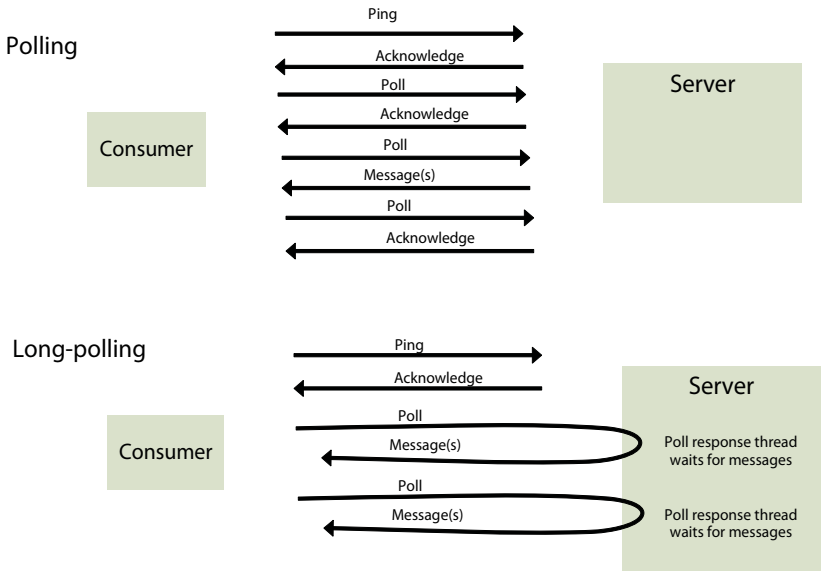 Polling
Ping
Acknowledge
Poll
Acknowledge
Poll
Message(s)
Poll
Acknowledge
Consumer
Server
Long-polling
Ping
Acknowledge
Poll
Message(s)
Poll
Message(s)
Consumer
Server
Poll response thread
waits for messages
Poll response thread
waits for messages